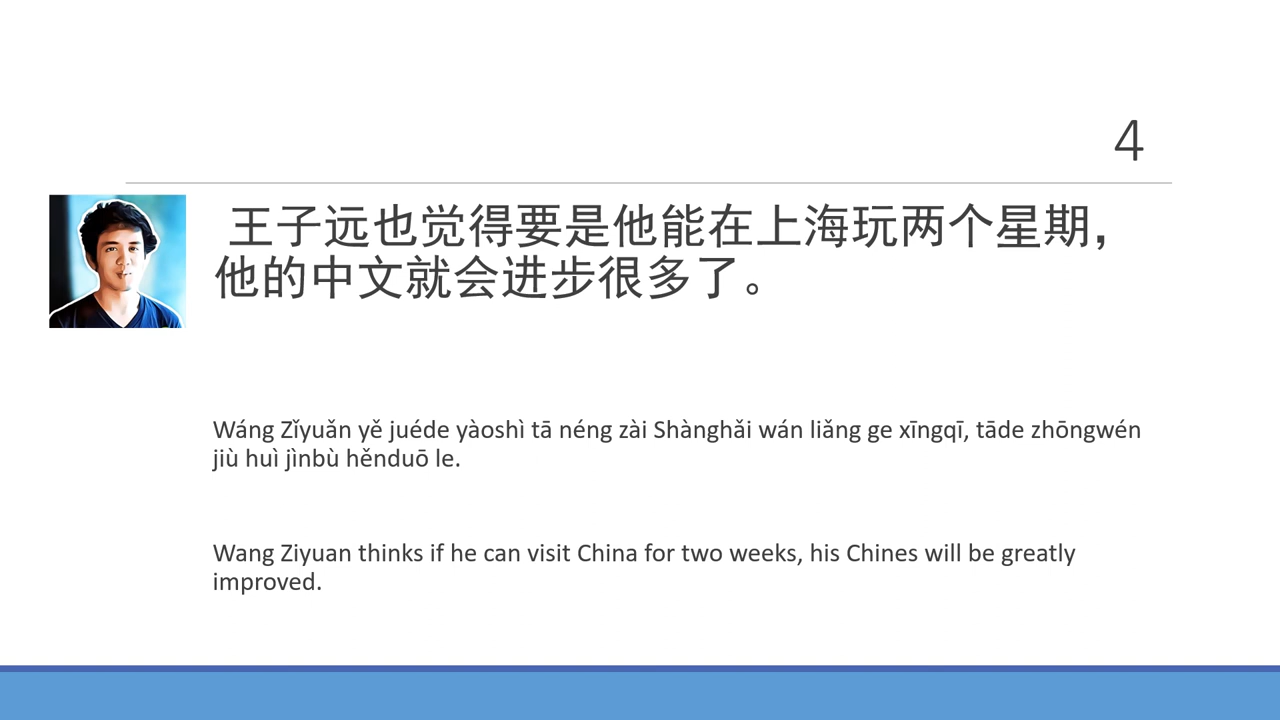 4
王子远也觉得要是他能在上海玩两个星期，
他的中文就会进步很多了。
Wáng Zǐyuǎn yě juéde yàoshì tā néng zài Shànghǎi wán liǎng ge xīngqī, tāde zhōngwén
jiù huì jìnbù hěnduō le.
Wang Ziyuan thinks if he can visit China for two weeks, his Chines will be greatly
improved.